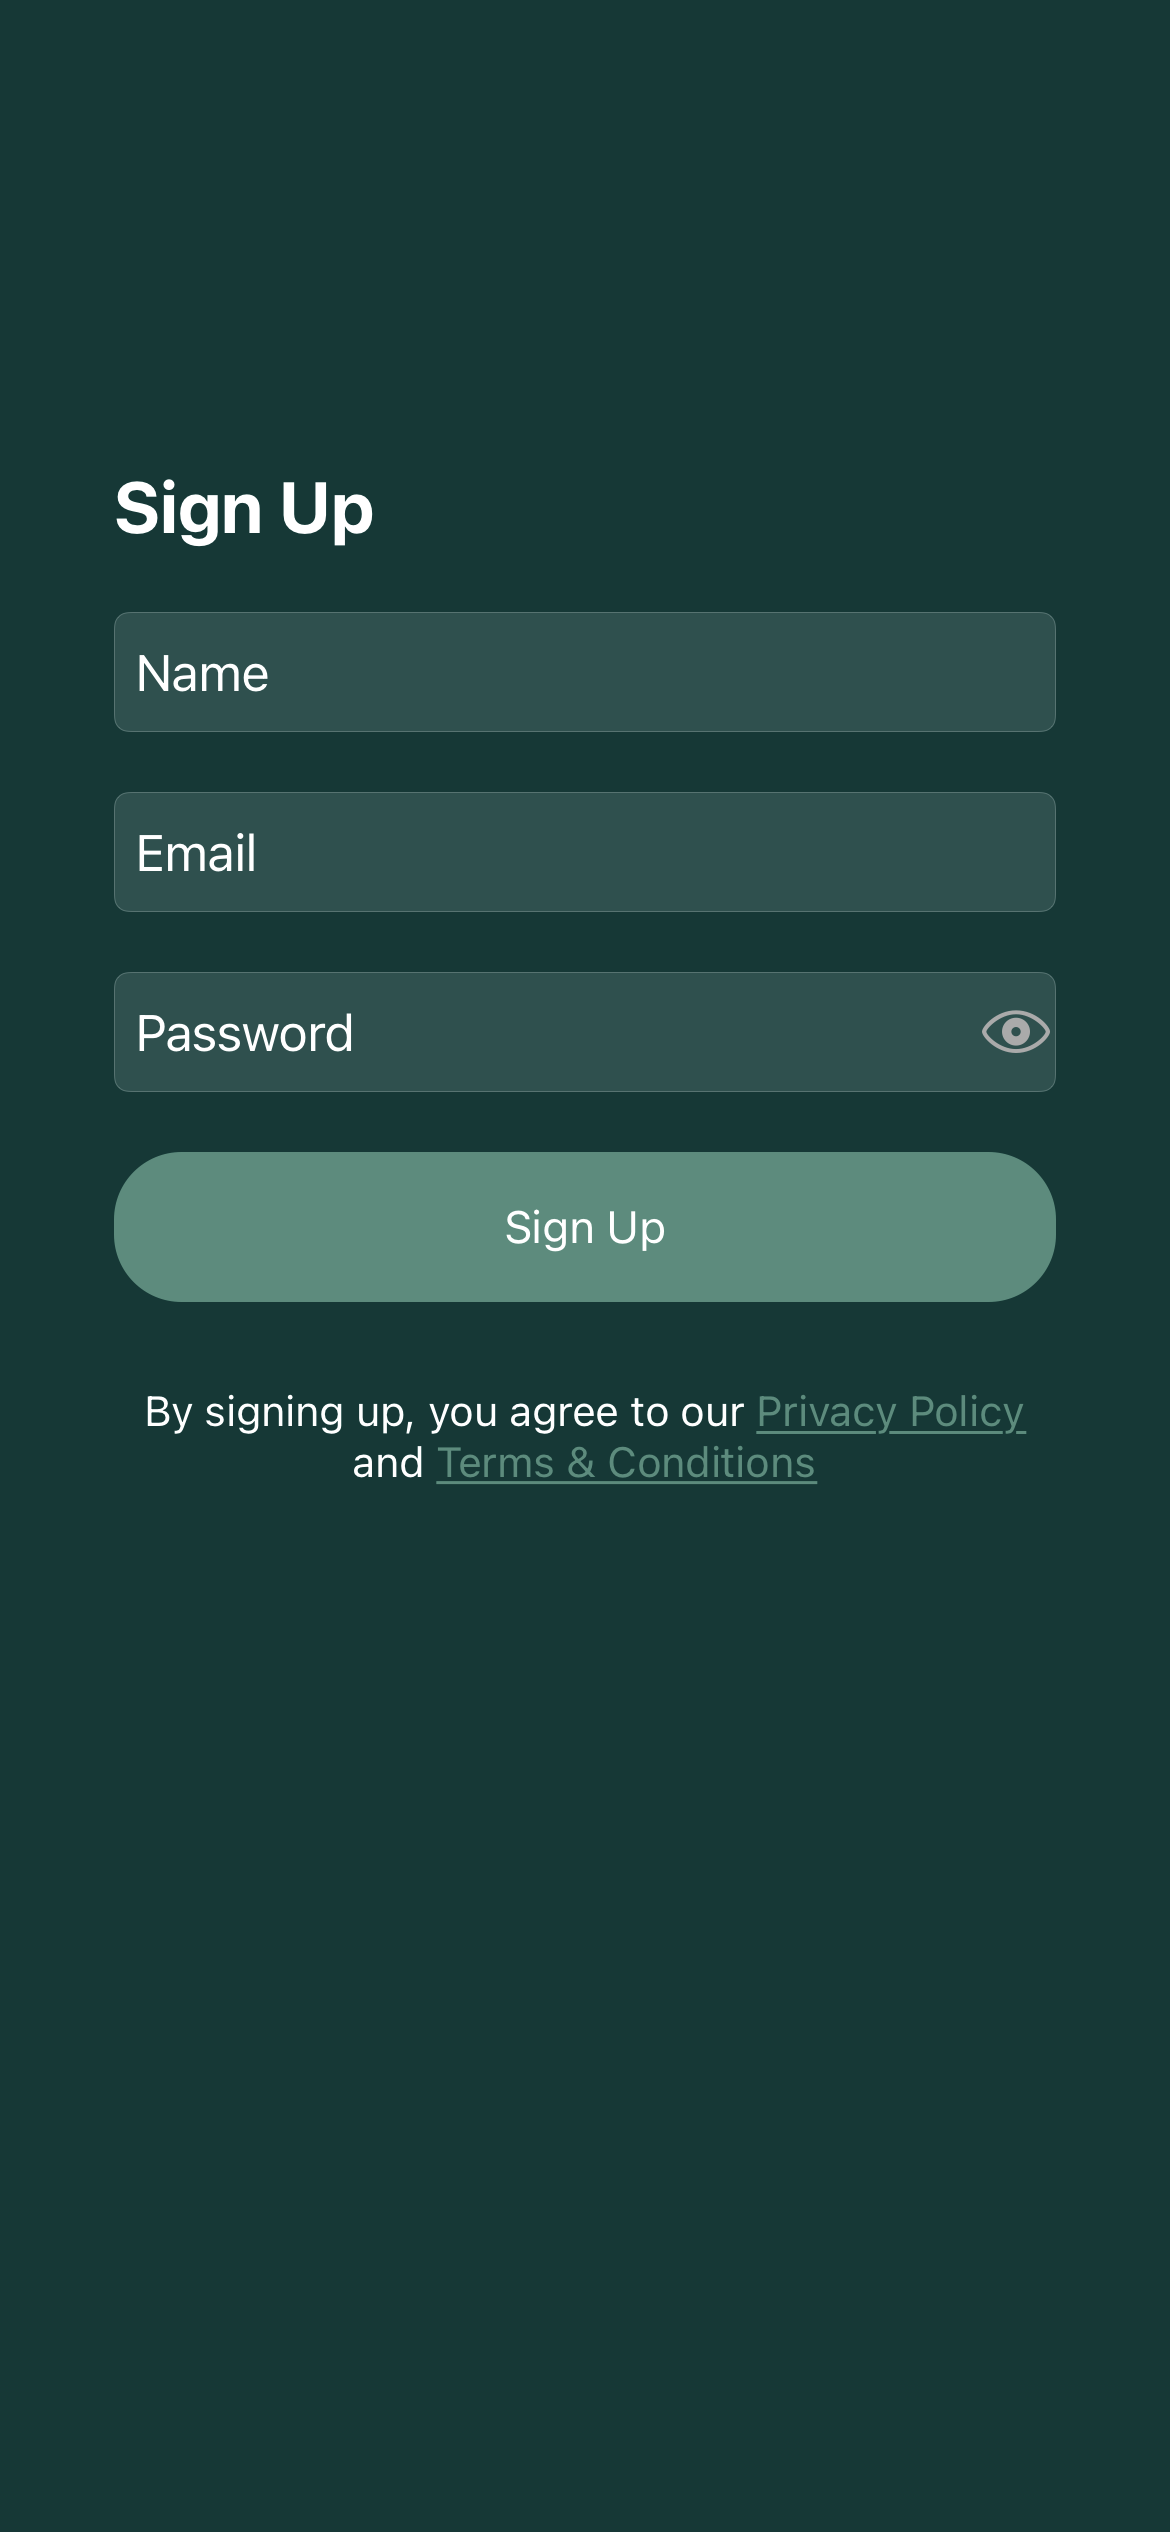 Sign Up
Name
Email
Password
Sign Up
By signing up, you agree to our Privacy Policy
and Terms & Conditions